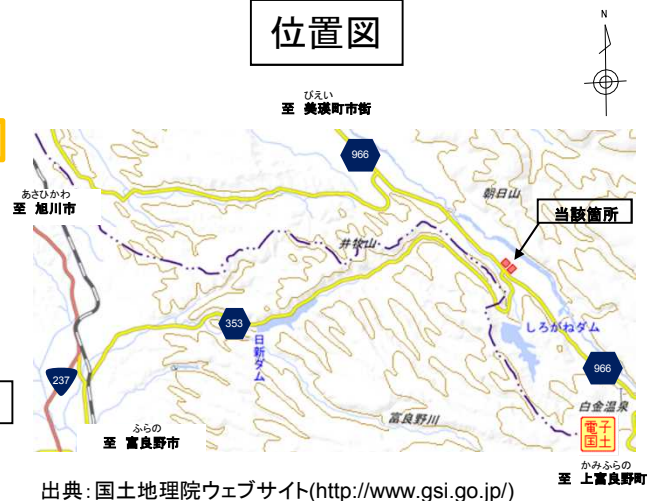 位置図
N
びえい
至 美瑛町市街
966
朝日山
あさひかわ
至 旭川市
当該箇所
井牧山
353
日新ダム
しろがねダム
237
966
白金温泉
富良野川
電子
国土
ふらの
至 富良野市
かみふらの
至 上富良野町
出典:国土地理院ウェブサイト(http://www.gsi.go.jp/)